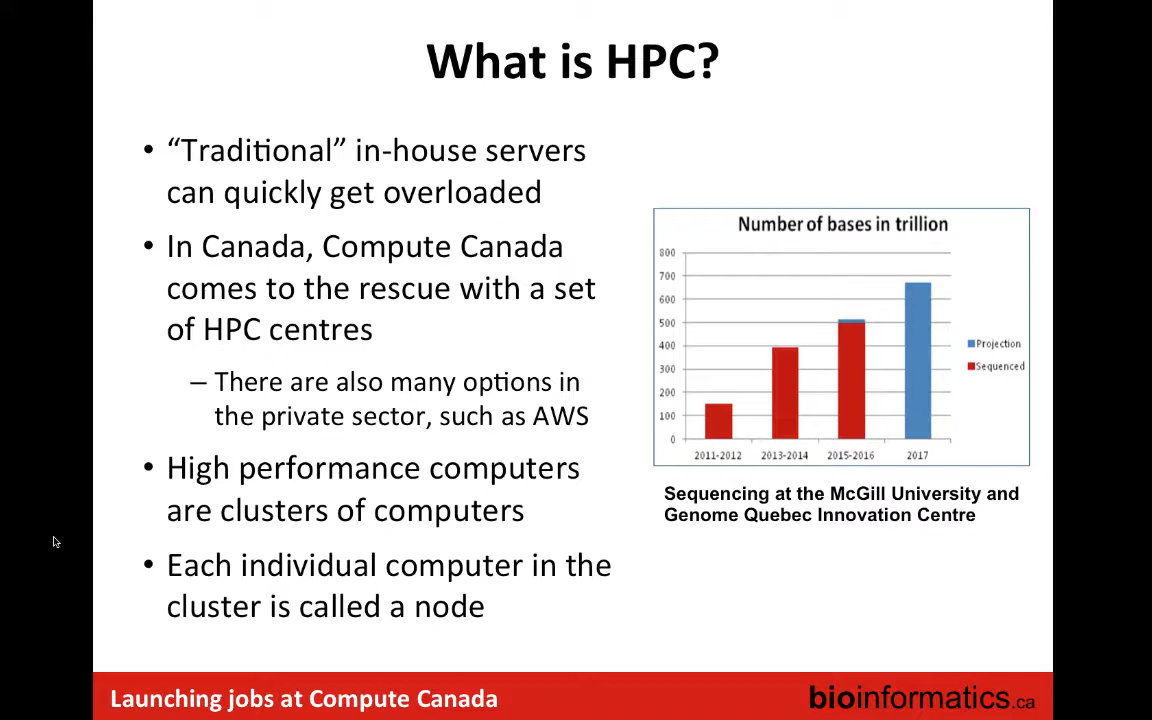 What is HPC?
• “Traditional” in-house servers
can quickly get overloaded
• In Canada, Compute Canada
comes to the rescue with a set
of HPC centres
– There are also many options in
the private sector, such as AWS
• High performance computers
are clusters of computers
• Each individual computer in the
cluster is called a node
Number of bases in trillion
800
700
600
500
400
300
200
100
0
2011-2012 2013-2014 2015-2016 2017
Projection
Sequenced
Sequencing at the McGill University and
Genome Quebec Innovation Centre
Launching jobs at Compute Canada
bioinformatics.ca